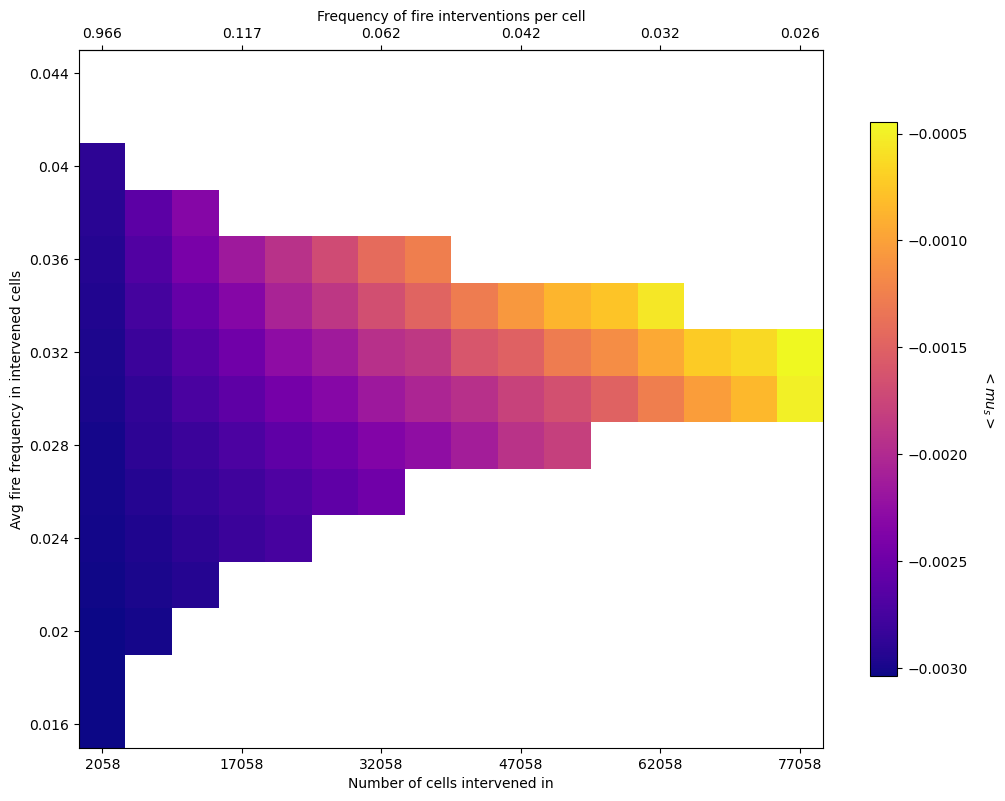 Frequency of fire interventions per cell
0.966 0.117 0.062 0.042 0.032 0.026
0.044
0.04
0.036
0.032
0.028
0.024
0.02
0.016
Avg fire frequency in intervened cells
2058 17058 32058 47058 62058 77058
Number of cells intervened in
−0.0005
−0.0010
−0.0015
−0.0020
−0.0025
−0.0030
< mu_s >